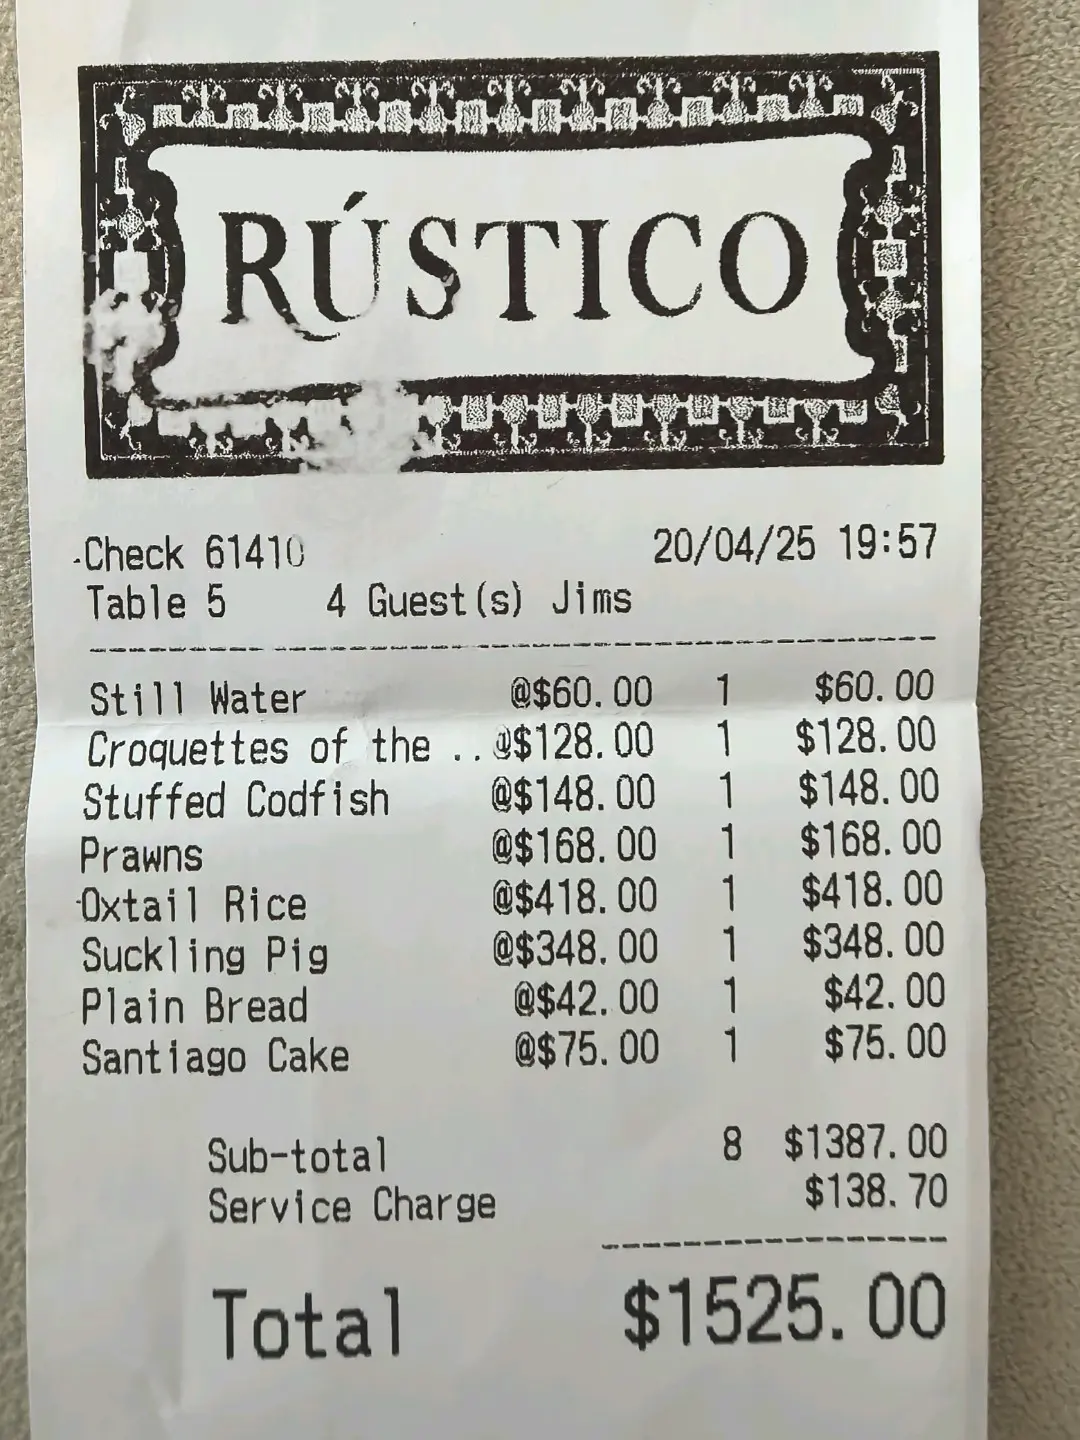 RÚSTICO
Check 61410 20/04/25 19:57
Table 5 4 Guest(s) Jims
Still Water @$60.00 1 $60.00
Croquettes of the ..@$128.00 1 $128.00
Stuffed Codfish @$148.00 1 $148.00
Prawns @$168.00 1 $168.00
Oxtail Rice @$418.00 1 $418.00
Suckling Pig @$348.00 1 $348.00
Plain Bread @$42.00 1 $42.00
Santiago Cake @$75.00 1 $75.00
Sub-total 8 $1387.00
Service Charge $138.70
Total $1525.00